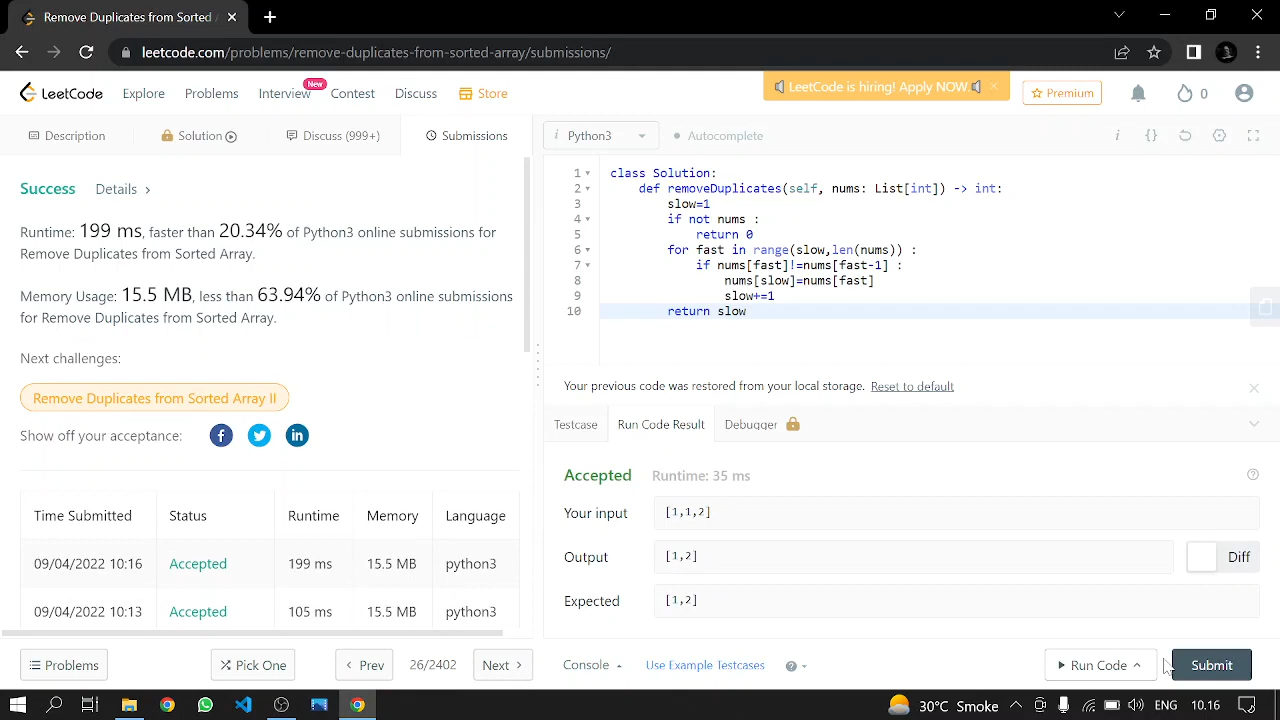 Remove Duplicates from Sorted A
leetcode.com/problems/remove-duplicates-from-sorted-array/submissions/
LeetCode
Explore
Problems
Interview
New
Contest
Discuss
Store
LeetCode is hiring! Apply NOW.
Premium
0
Description
Solution
Discuss (999+)
Submissions
i Python3
Autocomplete
i
{}
Success
Details
Runtime: 199 ms, faster than 20.34% of Python3 online submissions for
Remove Duplicates from Sorted Array.
Memory Usage: 15.5 MB, less than 63.94% of Python3 online submissions
for Remove Duplicates from Sorted Array.
Next challenges:
Remove Duplicates from Sorted Array II
Show off your acceptance:
Time Submitted Status Runtime Memory Language
09/04/2022 10:16 Accepted 199 ms 15.5 MB python3
09/04/2022 10:13 Accepted 105 ms 15.5 MB python3
1 class Solution:
2 def removeDuplicates(self, nums: List[int]) -> int:
3 slow=1
4 if not nums :
5 return 0
6 for fast in range(slow,len(nums)) :
7 if nums[fast]!=nums[fast-1] :
8 nums[slow]=nums[fast]
9 slow+=1
10 return slow
Your previous code was restored from your local storage. Reset to default
Testcase
Run Code Result
Debugger
Accepted Runtime: 35 ms
Your input [1,1,2]
Output [1,2]
Diff
Expected [1,2]
Problems
Pick One
Prev
26/2402
Next
Console
Use Example Testcases
Run Code
Submit
30°C Smoke
ENG
10.16